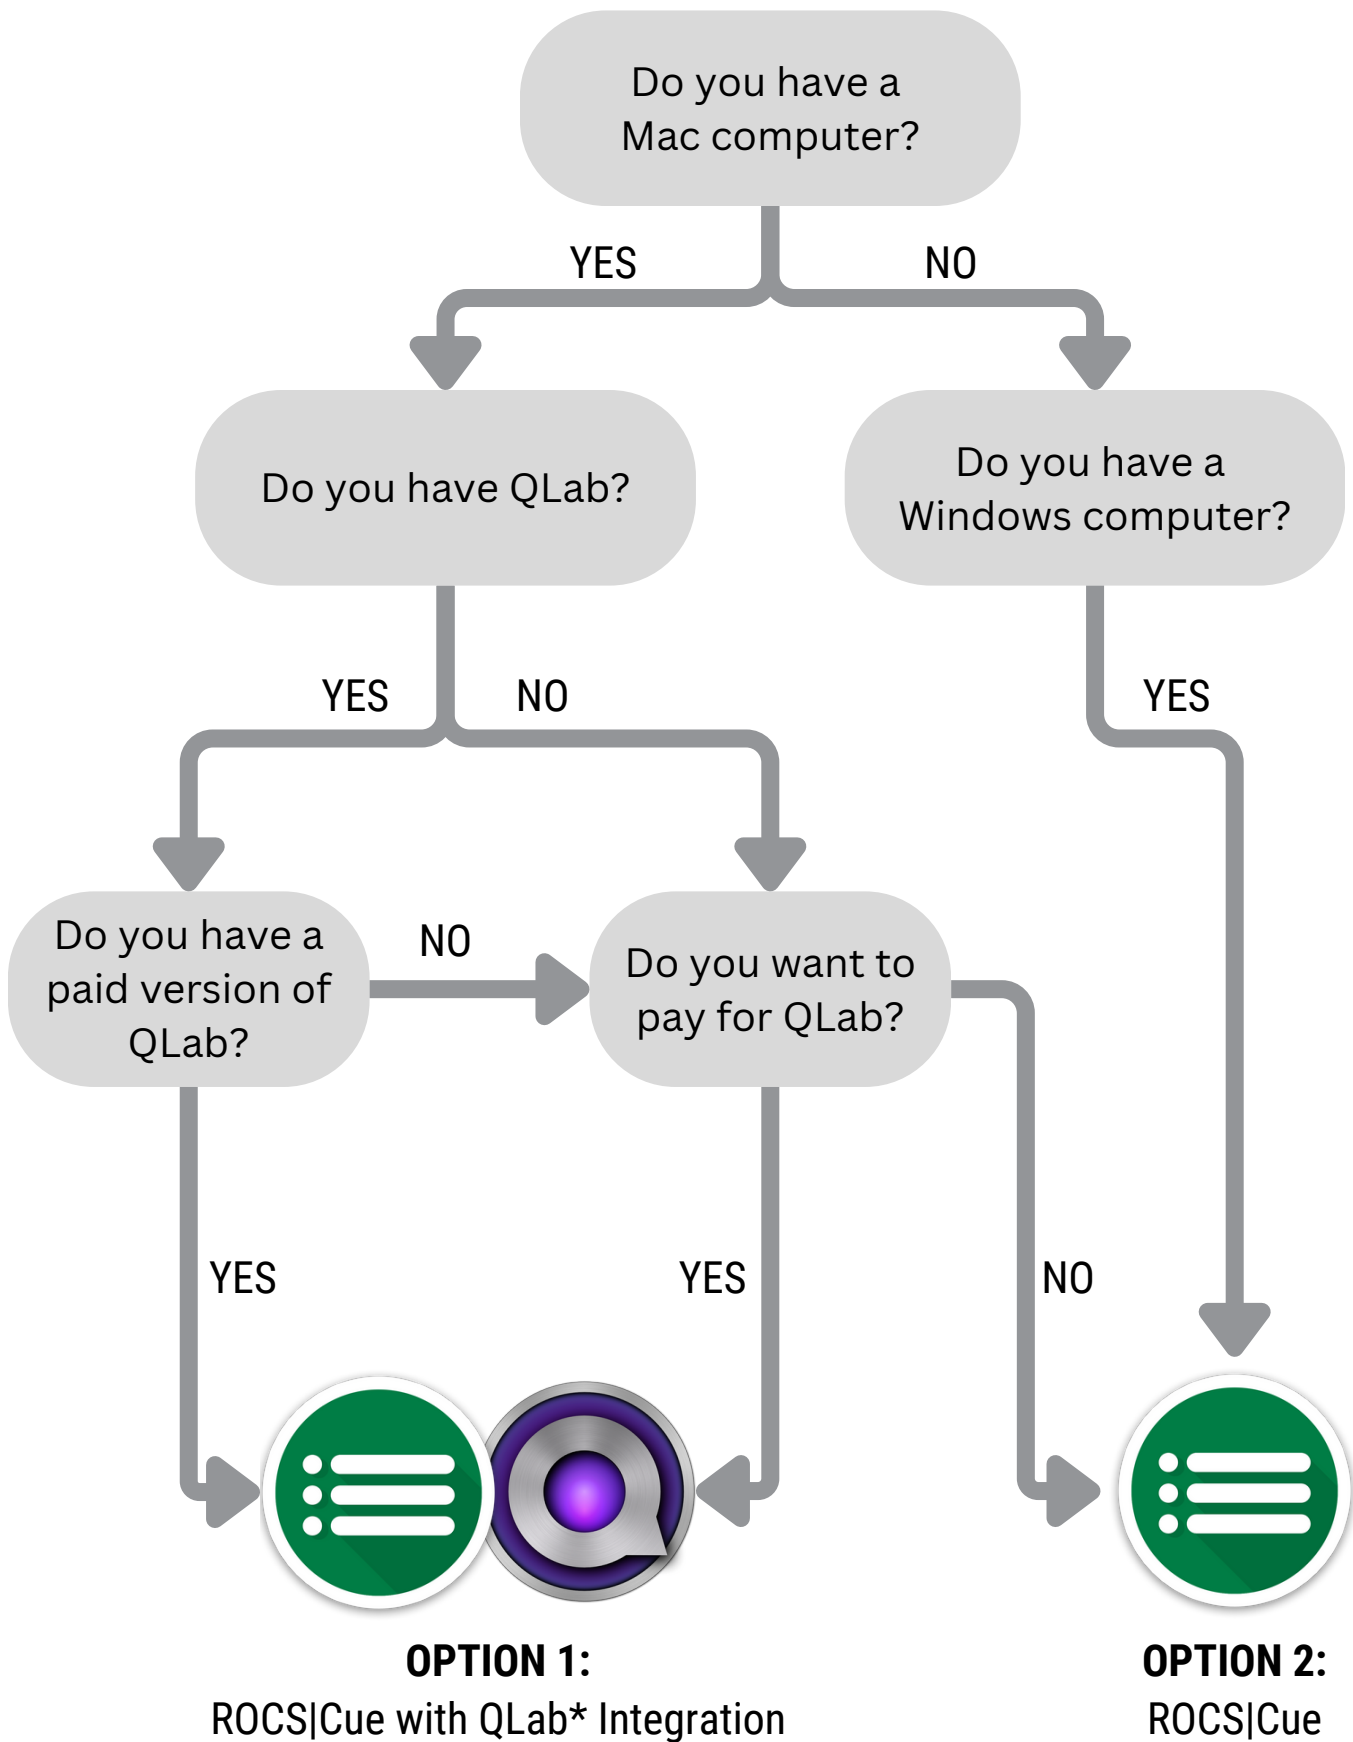 Do you have a
Mac computer?
YES
NO
Do you have QLab?
Do you have a
Windows computer?
YES
NO
YES
Do you have a
paid version of
QLab?
NO
Do you want to
pay for QLab?
YES
YES
NO
OPTION 1:
ROCS|Cue with QLab* Integration
OPTION 2:
ROCS|Cue